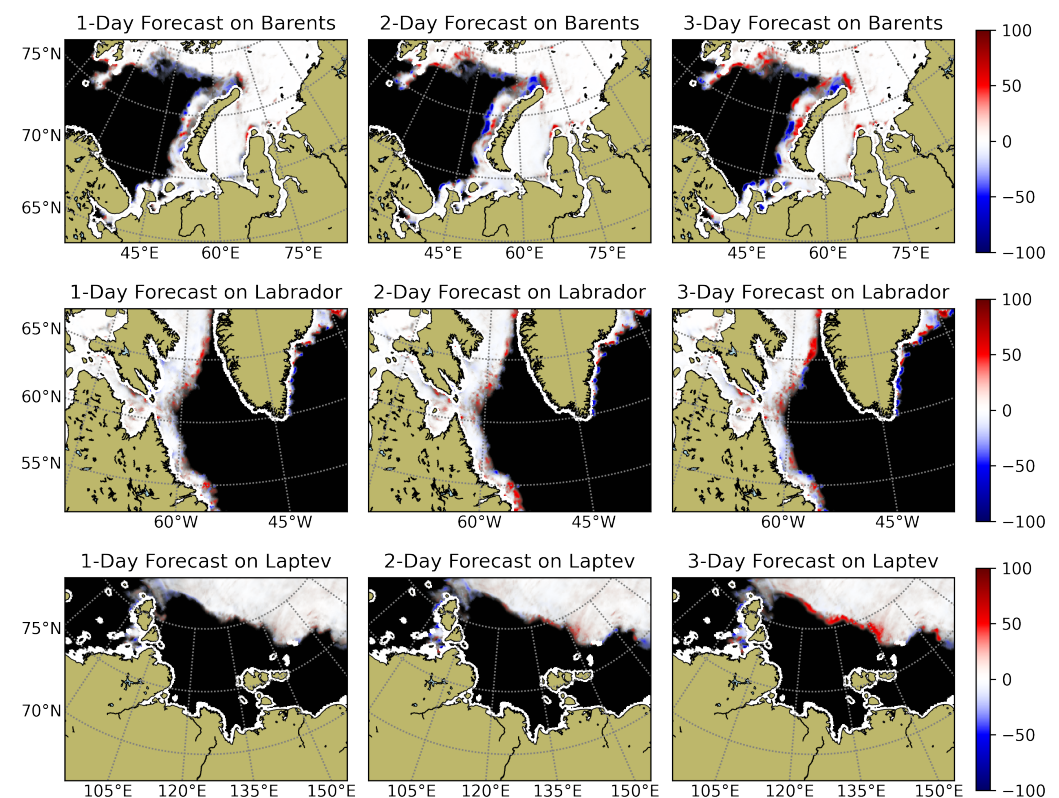 1-Day Forecast on Barents 2-Day Forecast on Barents 3-Day Forecast on Barents
75°N
70°N
65°N
45°E 60°E 75°E 45°E 60°E 75°E 45°E 60°E 75°E
100
50
0
−50
−100
1-Day Forecast on Labrador 2-Day Forecast on Labrador 3-Day Forecast on Labrador
65°N
60°N
55°N
60°W 45°W 60°W 45°W 60°W 45°W
100
50
0
−50
−100
1-Day Forecast on Laptev 2-Day Forecast on Laptev 3-Day Forecast on Laptev
75°N
70°N
105°E 120°E 135°E 150°E 105°E 120°E 135°E 150°E 105°E 120°E 135°E 150°E
100
50
0
−50
−100